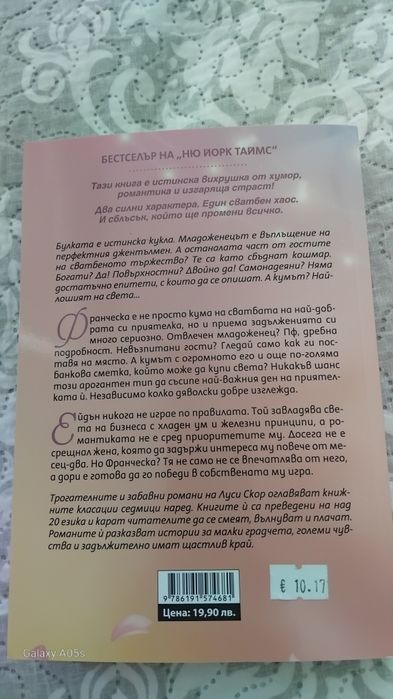 БЕСТСЕЛЪР НА „НЮ ЙОРК ТАЙМС“
Тази книга е истинска вихрушка от хумор,
романтика и изгаряща страст!
Два силни характера. Един сватбен хаос.
И сблъсък, който ще промени всичко.
Булката е истинска кукла. Младоженецът е въплъщение на
перфектния джентълмен. А останалата част от гостите
на сватбеното тържество? Те са като сбъднат кошмар.
Богати? Да! Повърхностни? Двойно да! Самонадеяни? Няма
достатъчно епитети, с които да се опишат. А кумът? Най-
лошият на света...
Франческа е не просто кума на сватбата на най-доб-
рата си приятелка, но и приема задълженията си
много сериозно. Отвлечен младоженец? Пф, дребна
подробност. Невъзпитани гости? Гледай само как ги пос-
тавя на място. А кумът с огромното его и още по-голяма
банкова сметка, който може да купи света? Никакъв шанс
този арогантен тип да съсипе най-важния ден на приятел-
ката ѝ. Независимо колко дяволски добре изглежда.
Ейдън никога не играе по правилата. Той завладява све-
та на бизнеса с хладен ум и железни принципи, а ро-
мантиката не е сред приоритетите му. Досега не е
срещнал жена, която да задържи интереса му повече от ме-
сец-два. Но Франческа? Тя не само не се впечатлява от него,
а дори е готова да го победи в собствената му игра.
Трогателните и забавни романи на Луси Скор оглавяват книж-
ните класации седмици наред. Книгите ѝ са преведени на над
20 езика и карат читателите да се смеят, вълнуват и плачат.
Романите ѝ разказват истории за малки градчета, големи чув-
ства и задължително имат щастлив край.
9 786191 574681
Цена: 19,90 лв.
€ 10.17
Galaxy A05s